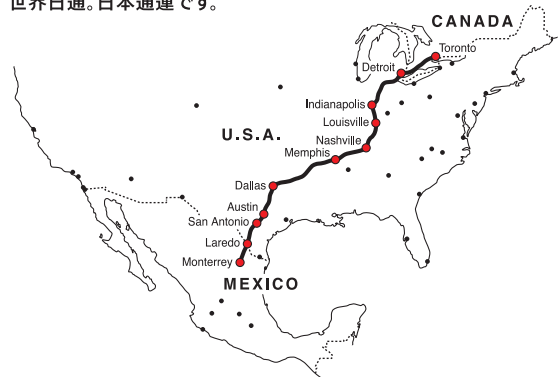 世界日通。日本通運です。
CANADA
Toronto
Detroit
Indianapolis
Louisville
U.S.A.
Nashville
Memphis
Dallas
Austin
San Antonio
Laredo
Monterrey
MEXICO